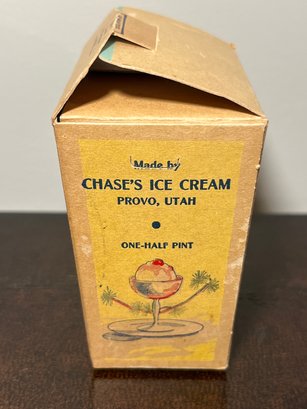 Made by
CHASE'S ICE CREAM
PROVO, UTAH
ONE-HALF PINT